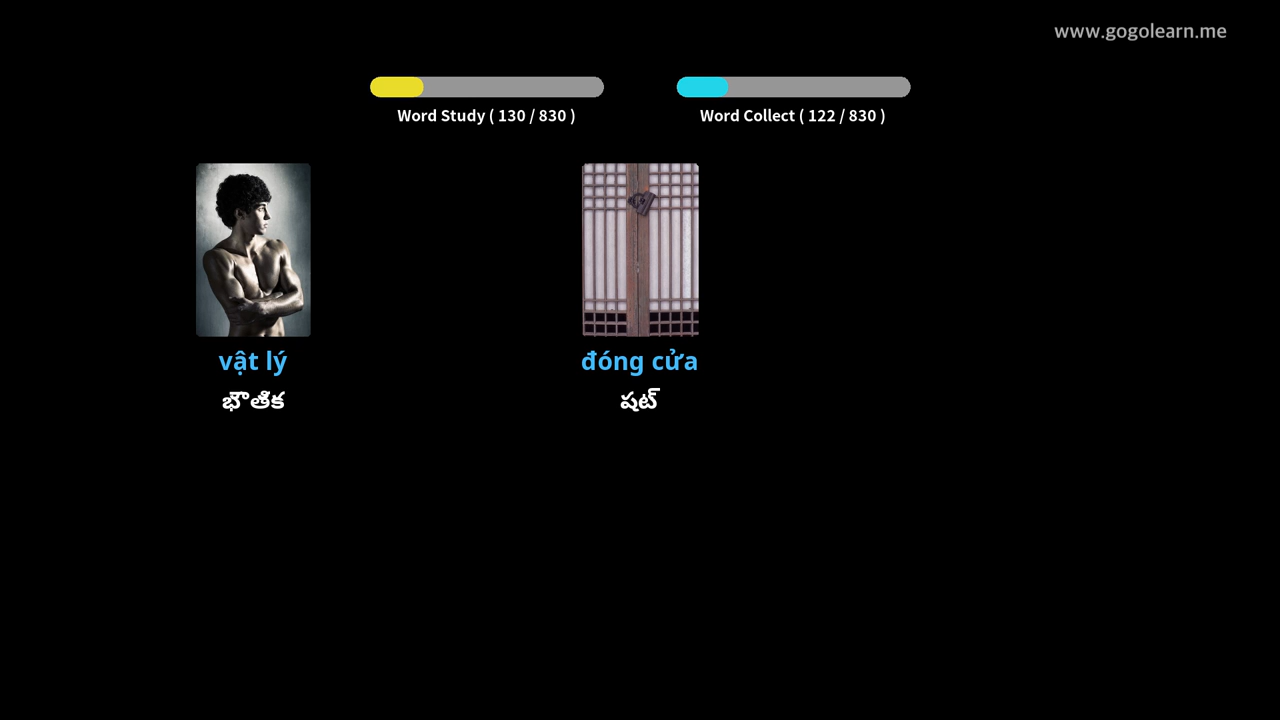 www.gogolearn.me
Word Study ( 130 / 830 )
Word Collect ( 122 / 830 )
vật lý
భౌతిక
đóng cửa
షట్